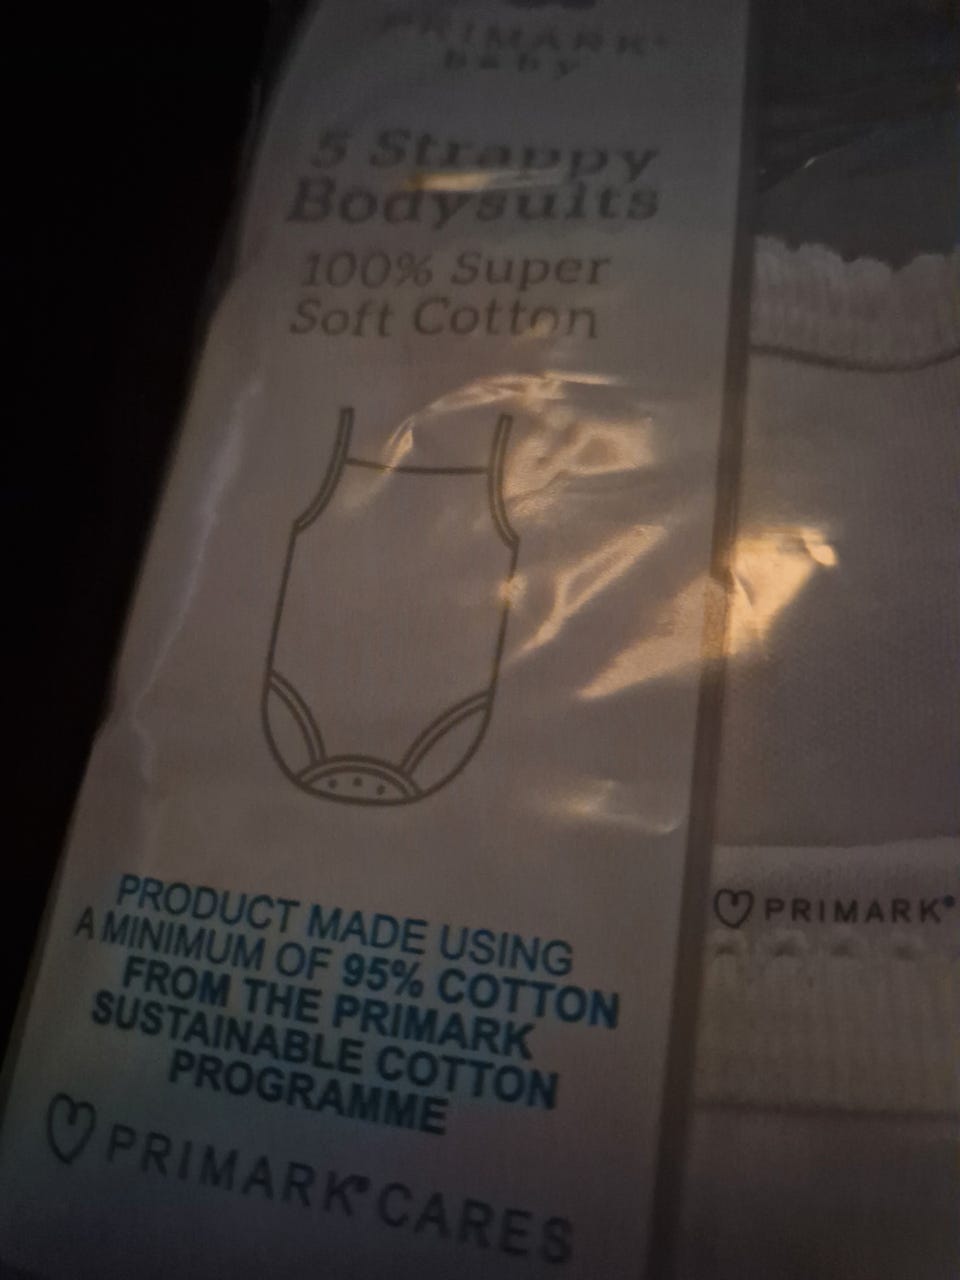 PRIMARK®
baby
5 Strappy
Bodysuits
100% Super
Soft Cotton
PRODUCT MADE USING
A MINIMUM OF 95% COTTON
FROM THE PRIMARK
SUSTAINABLE COTTON
PROGRAMME
PRIMARK® CARES
PRIMARK®